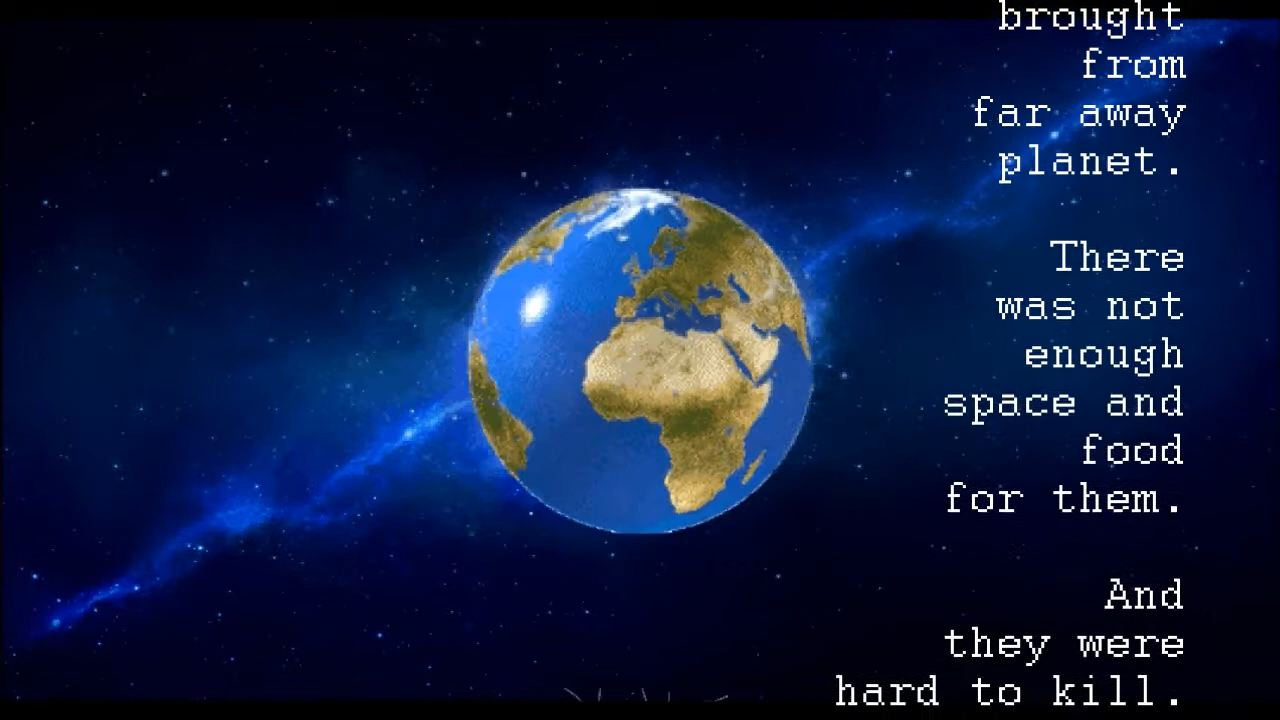 brought
from
far away
planet.
There
was not
enough
space and
food
for them.
And
they were
hard to kill.